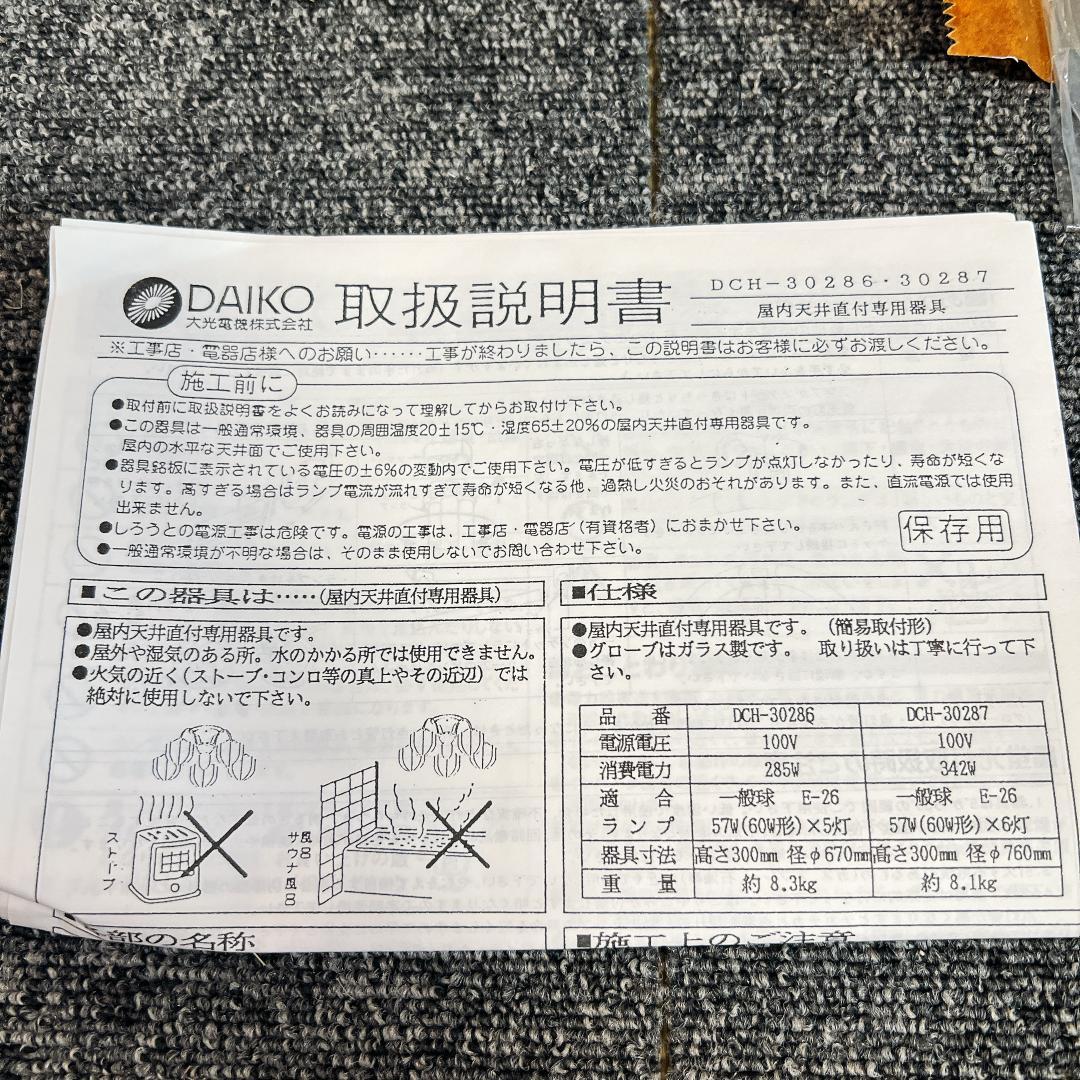 DAIKO
大光電機株式会社
取扱説明書
DCH-30286・30287
屋内天井直付専用器具
※工事店・電器店様へのお願い……工事が終わりましたら、この説明書はお客様に必ずお渡しください。
施工前に
●取付前に取扱説明書をよくお読みになって理解してからお取付け下さい。
●この器具は一般通常環境、器具の周囲温度20±15℃・湿度65±20%の屋内天井直付専用器具です。
屋内の水平な天井面でご使用下さい。
●器具銘板に表示されている電圧の±6%の変動内でご使用下さい。電圧が低すぎるとランプが点灯しなかったり、寿命が短くな
ります。高すぎる場合はランプ電流が流れすぎて寿命が短くなる他、過熱し火災のおそれがあります。また、直流電源では使用
出来ません。
●しろうとの電源工事は危険です。電源の工事は、工事店・電器店(有資格者)におまかせ下さい。
●一般通常環境が不明な場合は、そのまま使用しないでお問い合わせ下さい。
保存用
■この器具は……(屋内天井直付専用器具)
●屋内天井直付専用器具です。
●屋外や湿気のある所。水のかかる所では使用できません。
●火気の近く(ストーブ・コンロ等の真上やその近辺)では
絶対に使用しないで下さい。
ストーブ
風呂
サウナ風呂
■仕様
●屋内天井直付専用器具です。(簡易取付形)
●グローブはガラス製です。 取り扱いは丁寧に行って下
さい。
品番 DCH-30286 DCH-30287
電源電圧 100V 100V
消費電力 285W 342W
適合 一般球 E-26 一般球 E-26
ランプ 57W(60W形)×5灯 57W(60W形)×6灯
器具寸法 高さ300mm 径φ670mm 高さ300mm 径φ760mm
重量 約 8.3kg 約 8.1kg
部の名称
■施工上のご注意